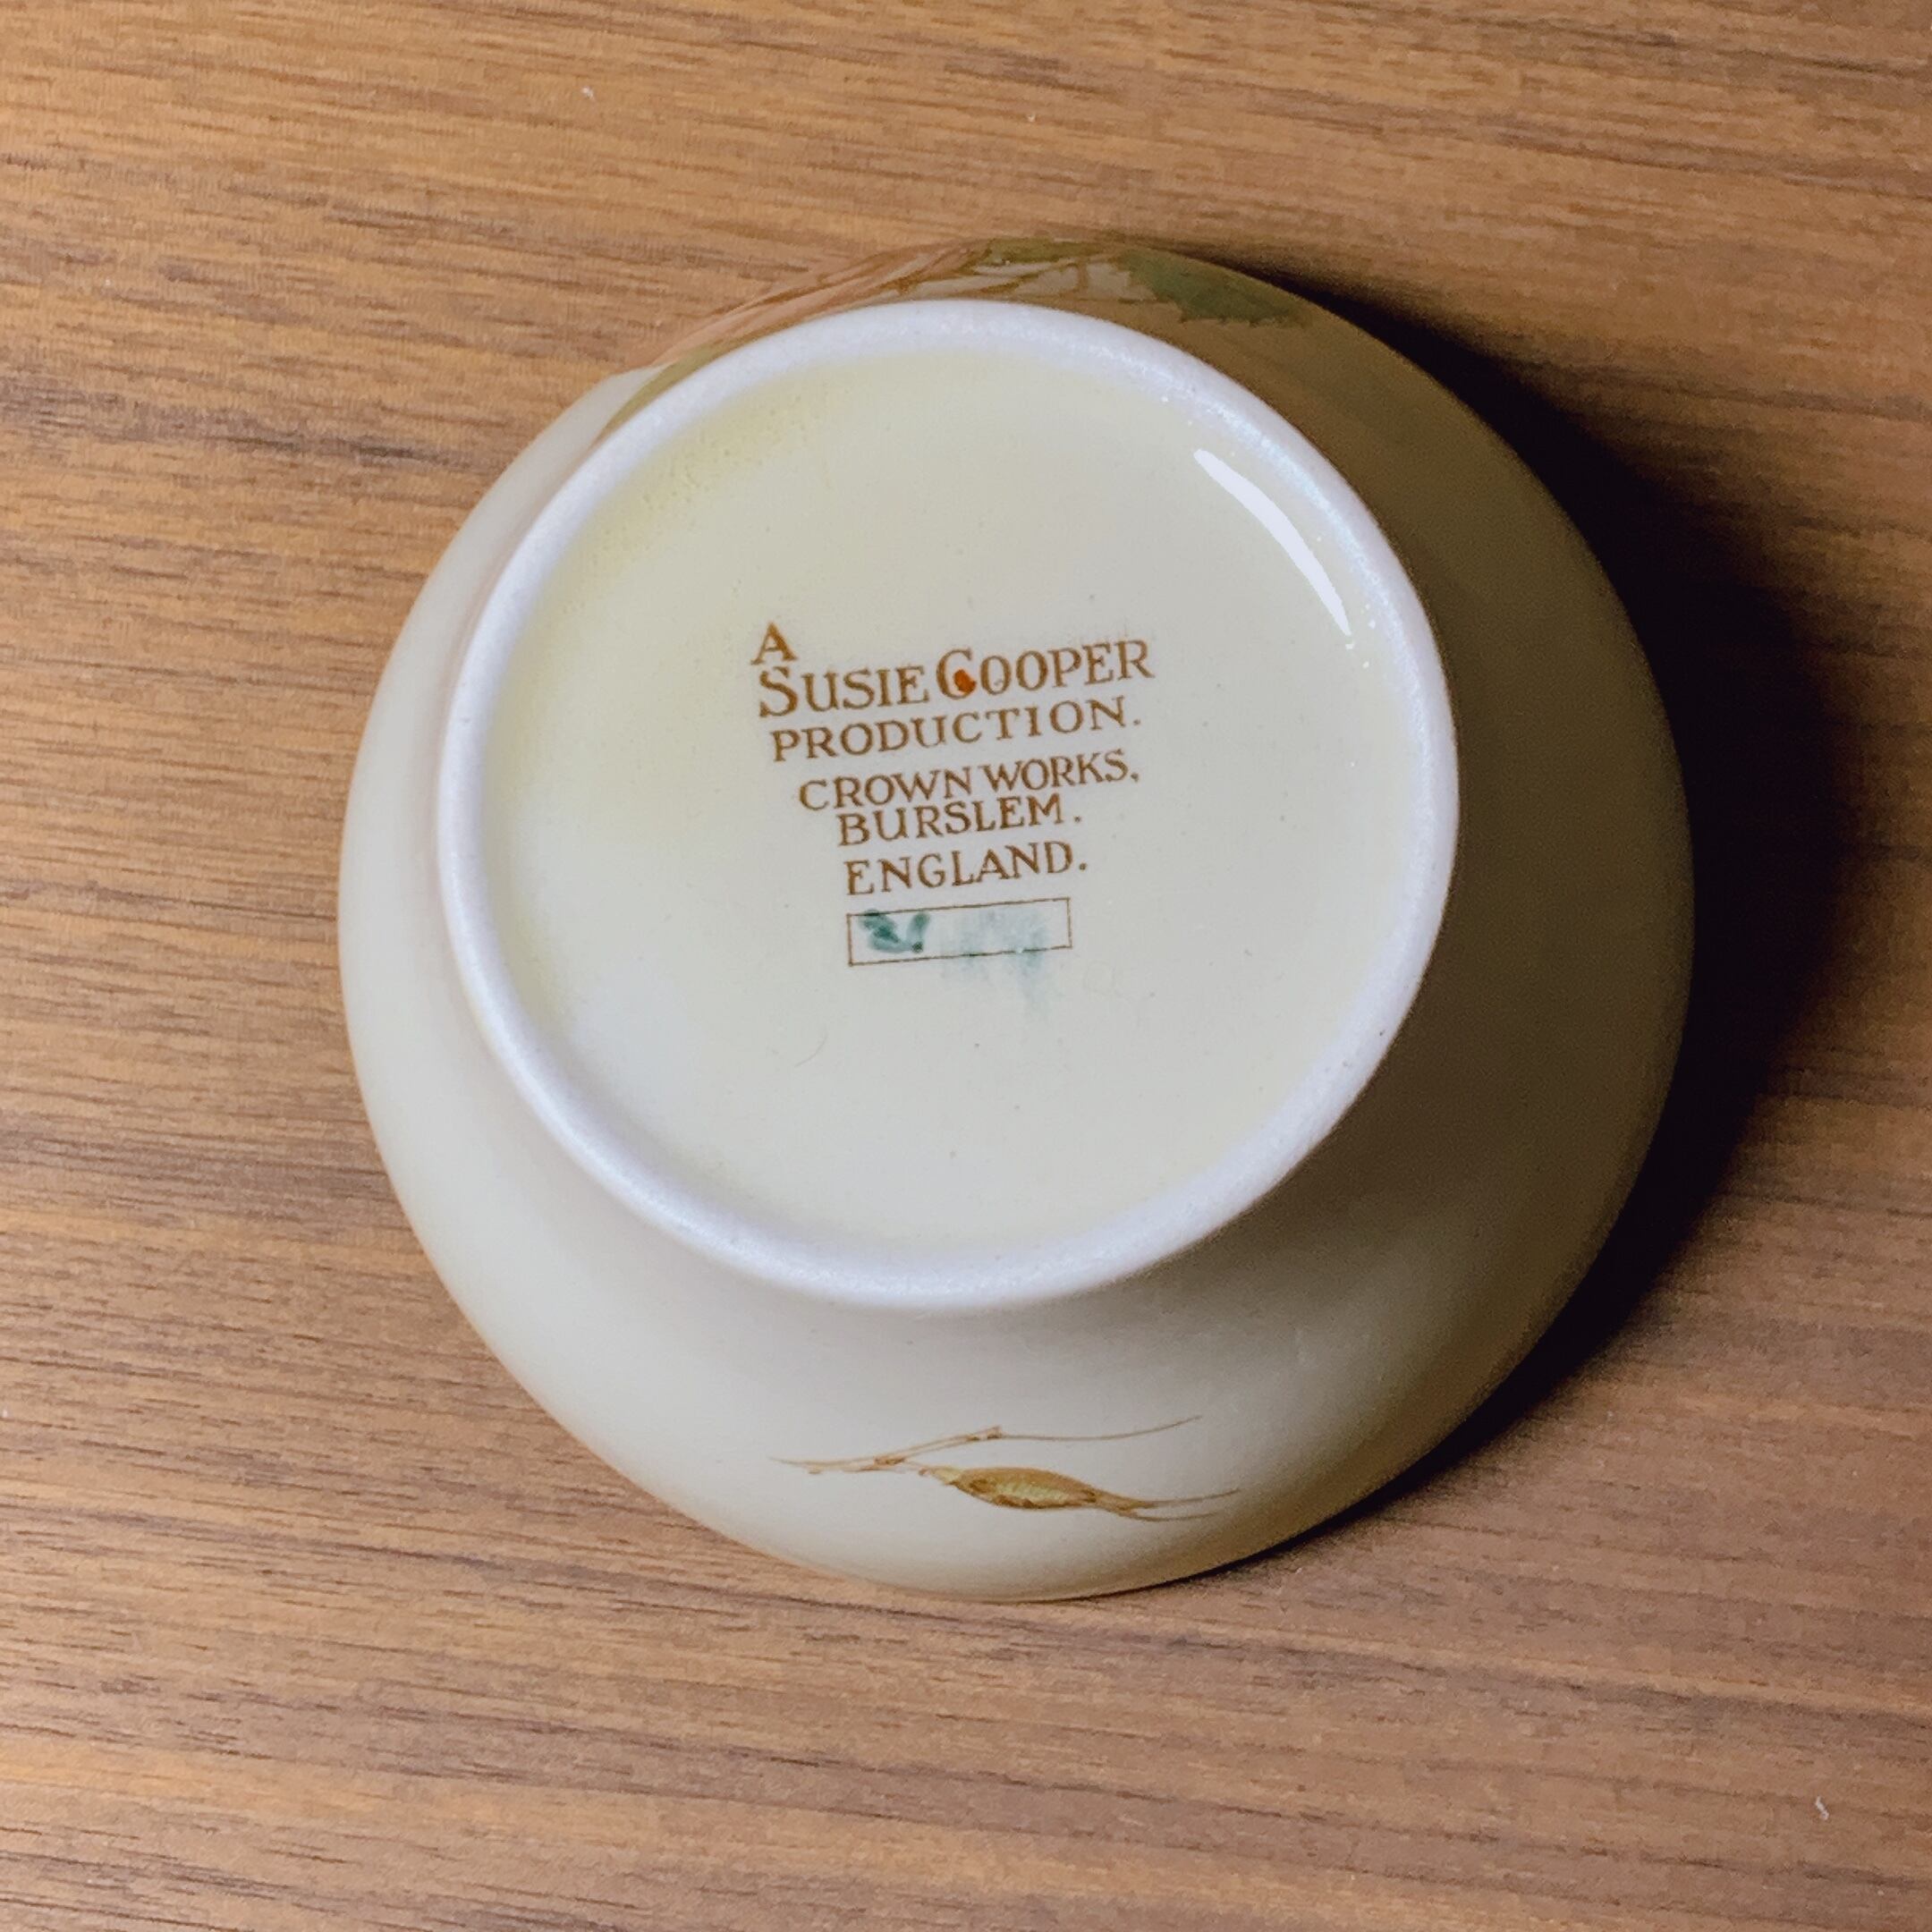 A
SUSIE COOPER
PRODUCTION.
CROWN WORKS,
BURSLEM.
ENGLAND.